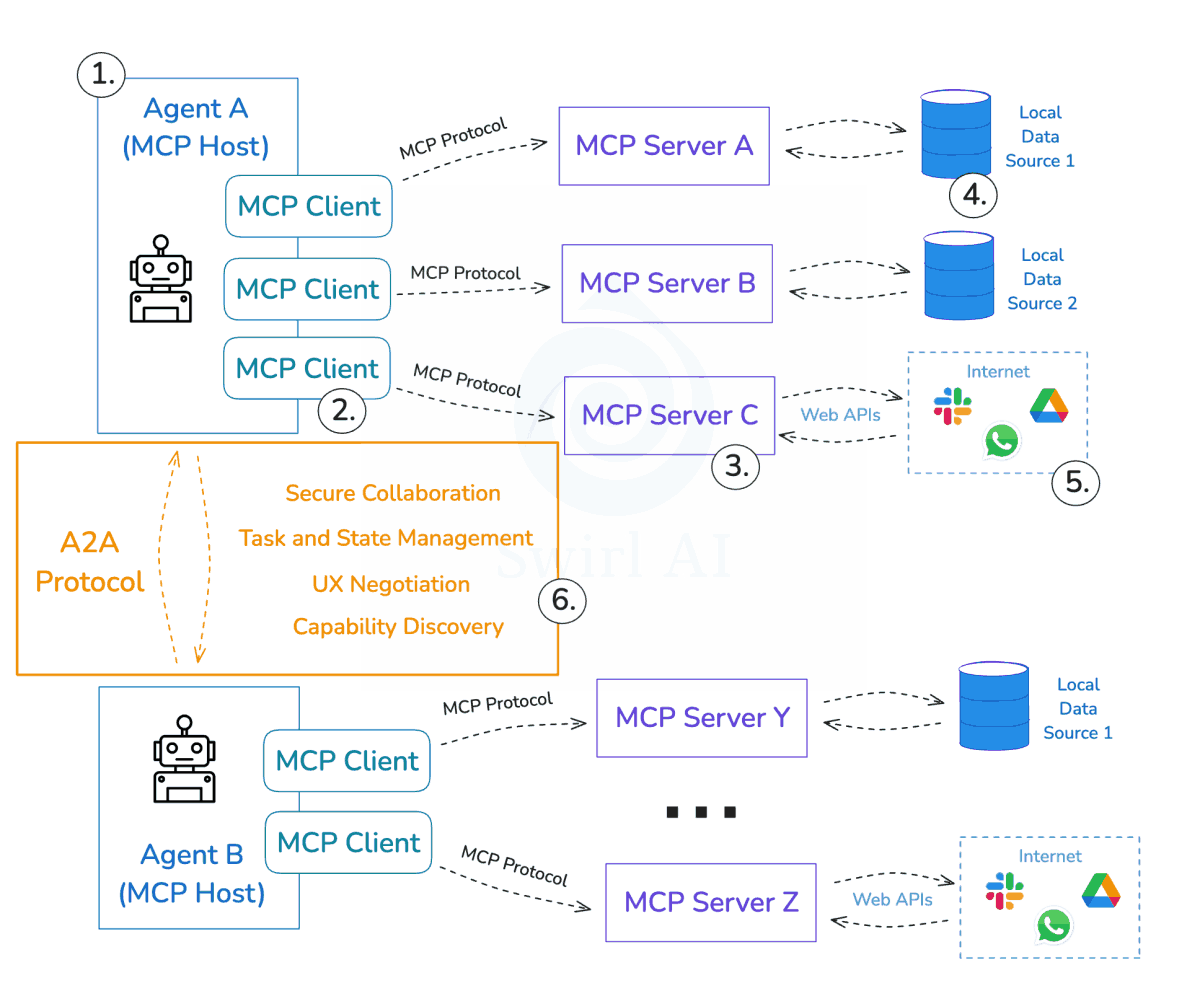 1.
Agent A
(MCP Host)
MCP Client
MCP Client
MCP Client
2.
MCP Protocol
MCP Protocol
MCP Protocol
MCP Server A
MCP Server B
MCP Server C
3.
Local
Data
Source 1
4.
Local
Data
Source 2
Web APIs
Internet
5.
A2A
Protocol
Secure Collaboration
Task and State Management
UX Negotiation
Capability Discovery
6.
Swirl AI
Agent B
(MCP Host)
MCP Client
MCP Client
MCP Protocol
MCP Protocol
MCP Server Y
...
MCP Server Z
Local
Data
Source 1
Web APIs
Internet